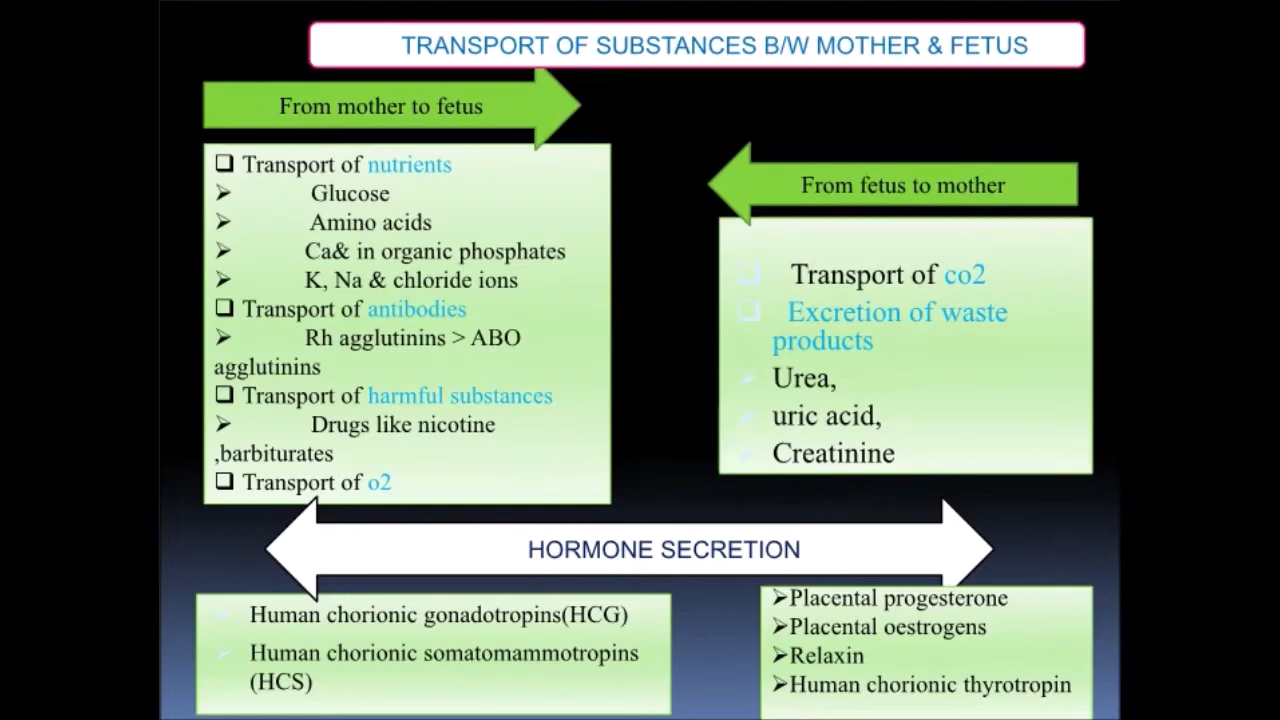 TRANSPORT OF SUBSTANCES B/W MOTHER & FETUS
From mother to fetus
Transport of nutrients
Glucose
Amino acids
Ca& in organic phosphates
K, Na & chloride ions
Transport of antibodies
Rh agglutinins > ABO
agglutinins
Transport of harmful substances
Drugs like nicotine
,barbiturates
Transport of o2
From fetus to mother
Transport of co2
Excretion of waste
products
Urea,
uric acid,
Creatinine
HORMONE SECRETION
Human chorionic gonadotropins(HCG)
Human chorionic somatomammotropins
(HCS)
Placental progesterone
Placental oestrogens
Relaxin
Human chorionic thyrotropin